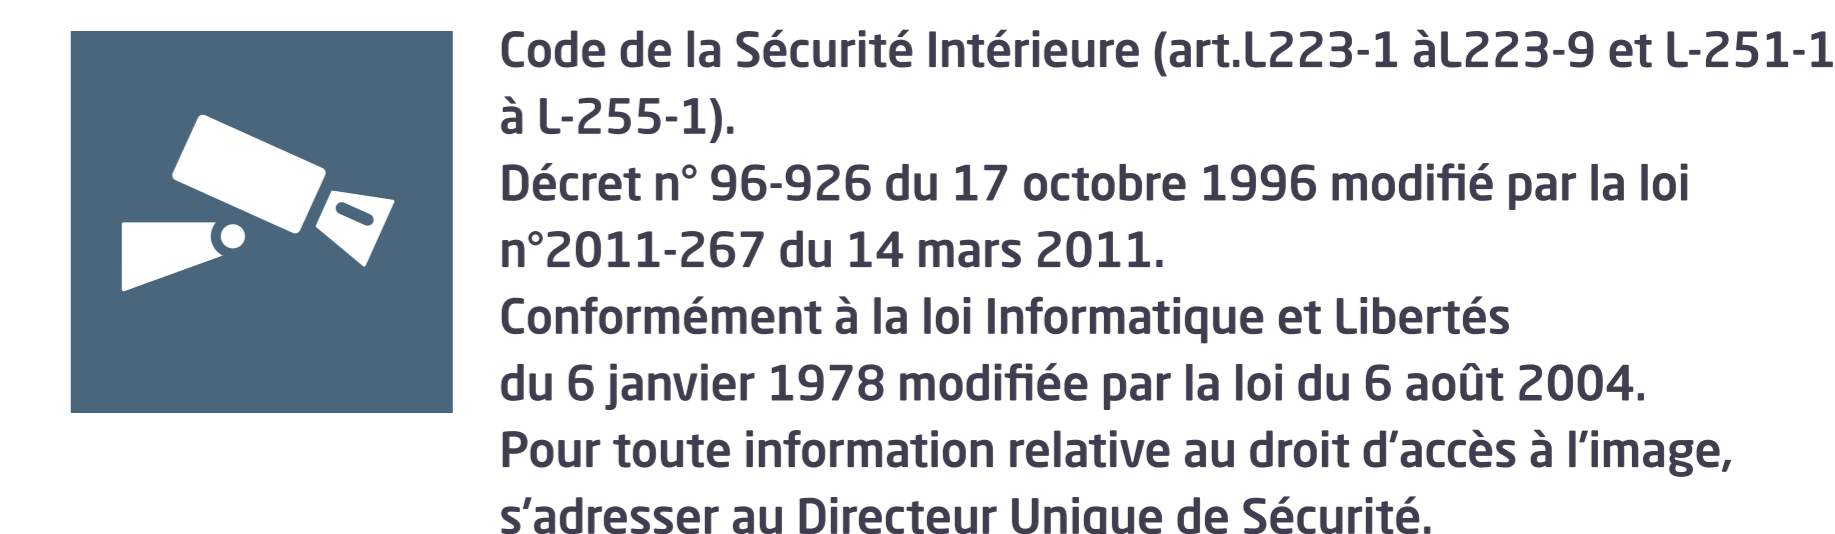 Code de la Sécurité Intérieure (art.L223-1 àL223-9 et L-251-1
à L-255-1).
Décret n° 96-926 du 17 octobre 1996 modifié par la loi
n°2011-267 du 14 mars 2011.
Conformément à la loi Informatique et Libertés
du 6 janvier 1978 modifiée par la loi du 6 août 2004.
Pour toute information relative au droit d’accès à l’image,
s’adresser au Directeur Unique de Sécurité.